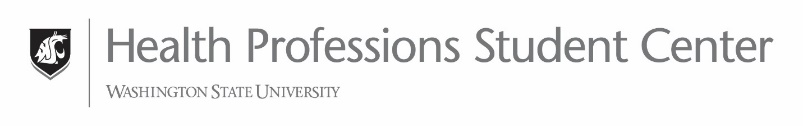 Health Professions Student Center
WASHINGTON STATE UNIVERSITY